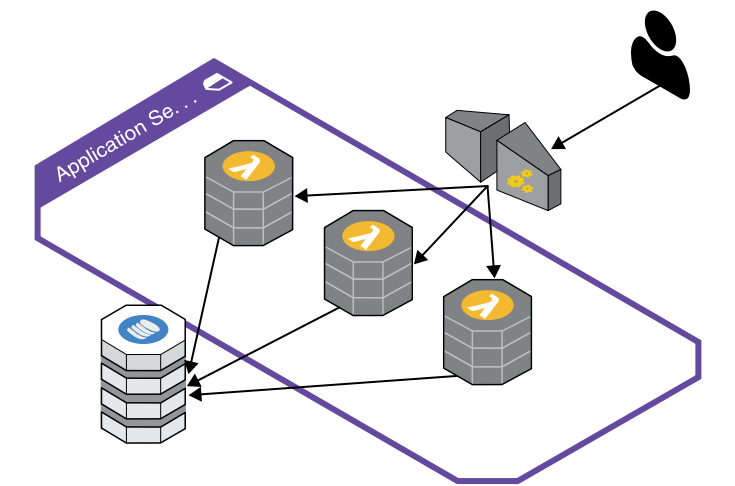 Application Se. . .